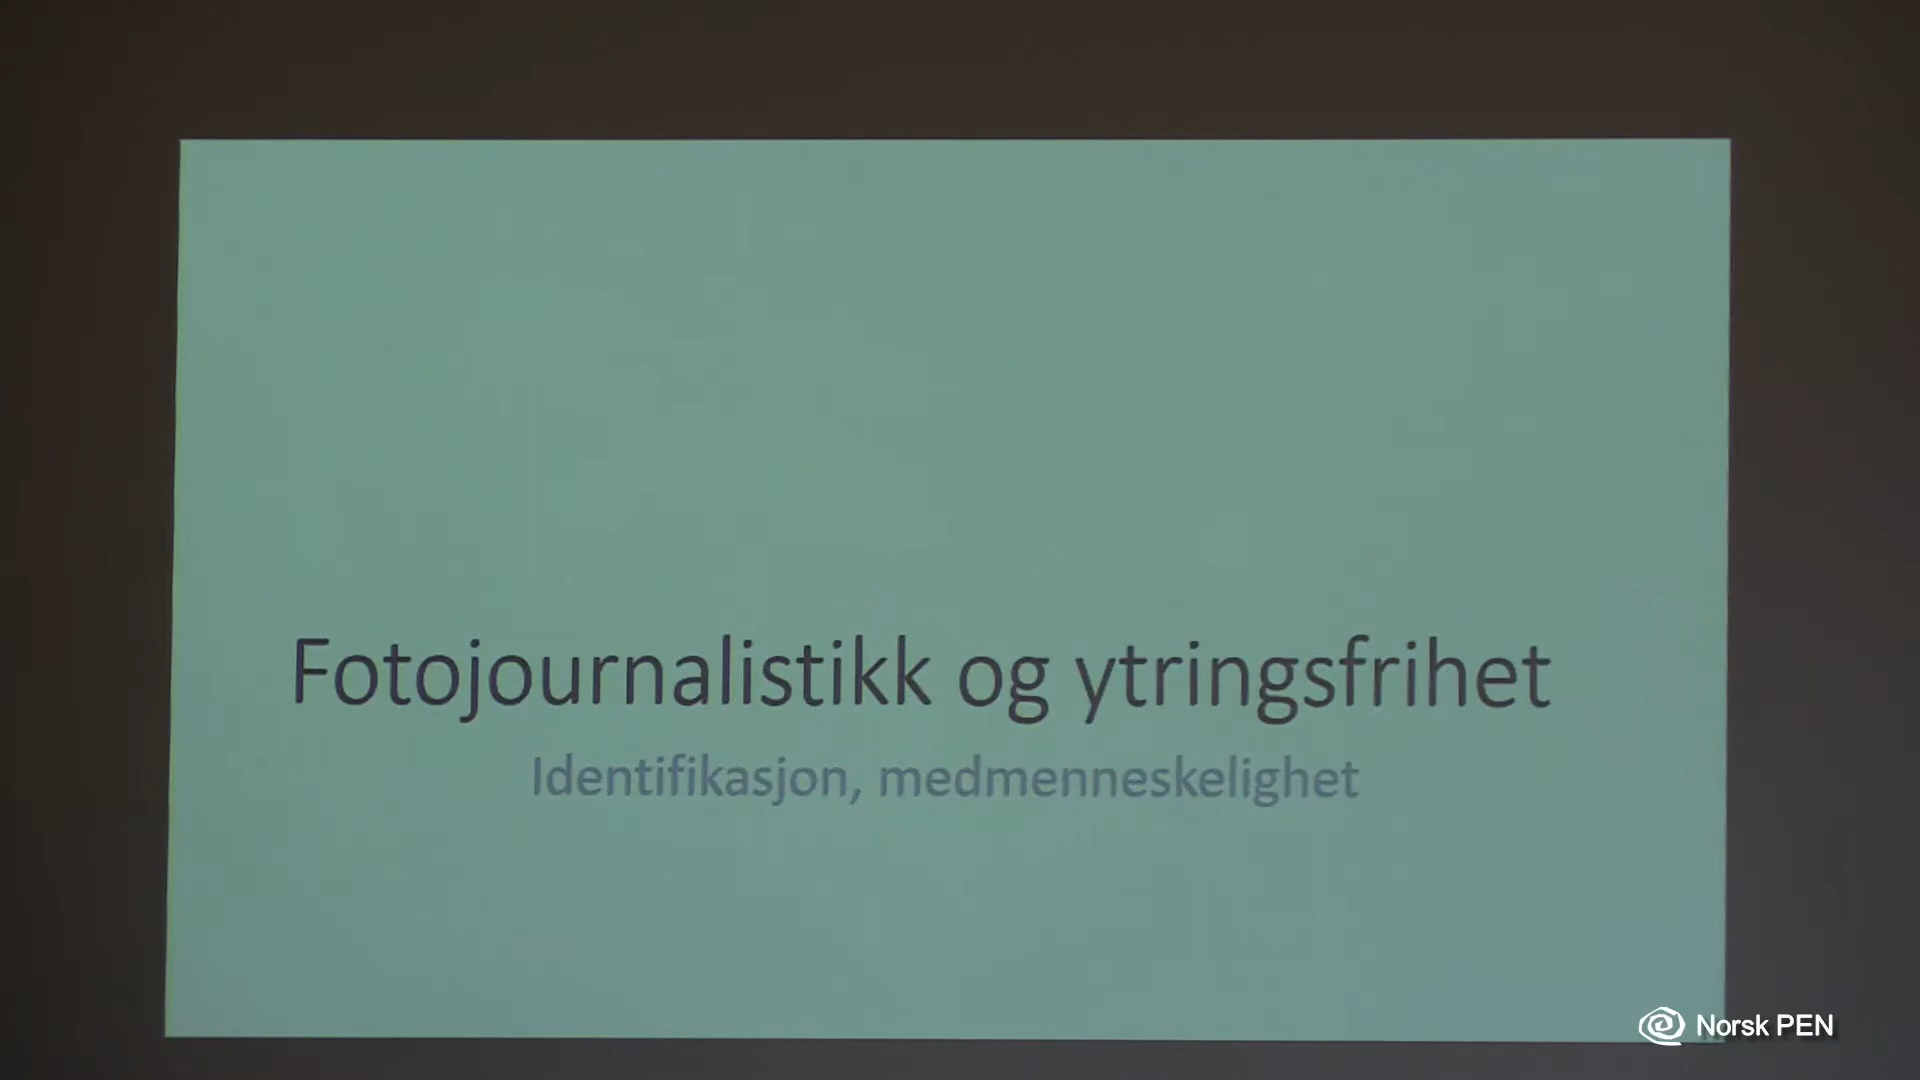 Fotojournalistikk og ytringsfrihet
Identifikasjon, medmenneskelighet
Norsk PEN